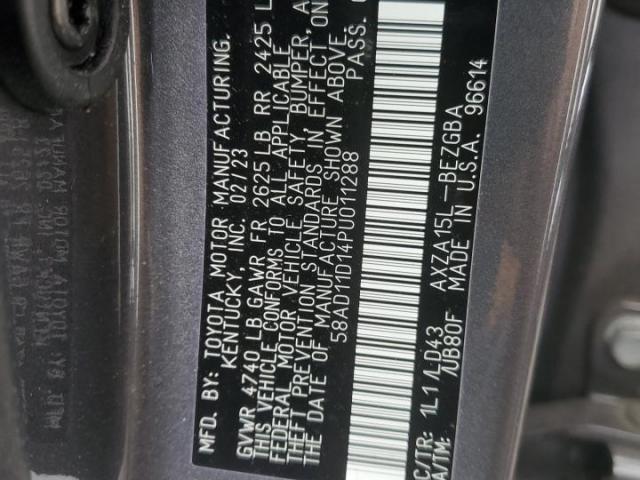 MFD. BY: TOYOTA MOTOR MANUFACTURING,
KENTUCKY, INC. 02/23
GVWR 4740 LB GAWR FR 2625 LB RR 2425 L
THIS VEHICLE CONFORMS TO ALL APPLICABLE
FEDERAL MOTOR VEHICLE SAFETY, BUMPER, A
THEFT PREVENTION STANDARDS IN EFFECT ON
THE DATE OF MANUFACTURE SHOWN ABOVE.
58AD11D14PU011288 PASS.
C/TR: 1L1/LD43 AXZA15L-BEZGBA
A/TM: /UB80F MADE IN U.S.A. 96614